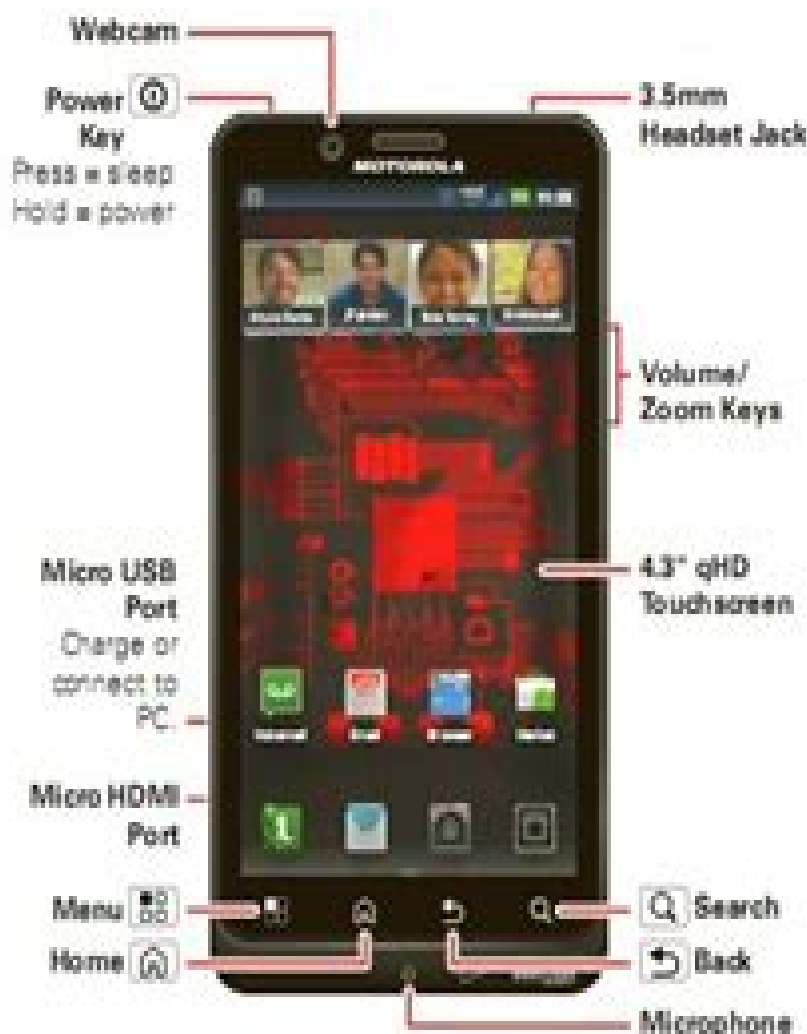 Webcam
Power
Key
Press = sleep
Hold = power
3.5mm
Headset Jack
MOTOROLA
Volume/
Zoom Keys
Micro USB
Port
Charge or
connect to
PC.
4.3" qHD
Touchscreen
Micro HDMI
Port
Menu
Search
Home
Back
Microphone